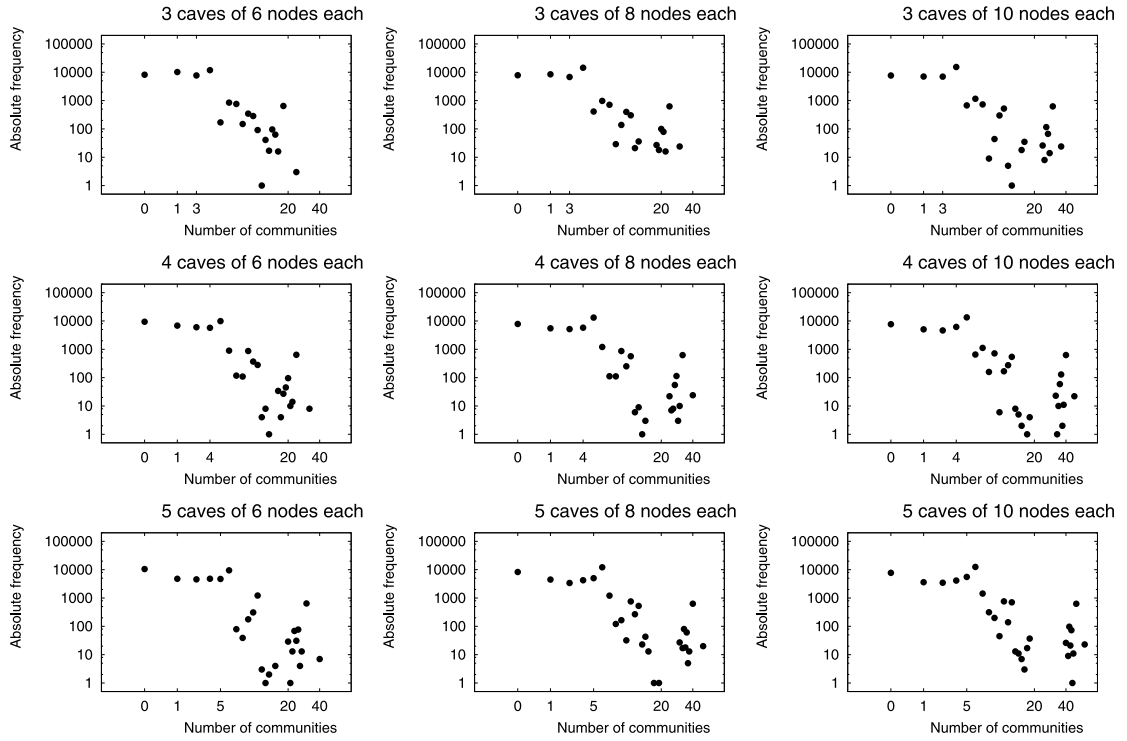 3 caves of 6 nodes each
Absolute frequency
100000
10000
1000
100
10
1
0 1 3 20 40
Number of communities
3 caves of 8 nodes each
Absolute frequency
100000
10000
1000
100
10
1
0 1 3 20 40
Number of communities
3 caves of 10 nodes each
Absolute frequency
100000
10000
1000
100
10
1
0 1 3 20 40
Number of communities
4 caves of 6 nodes each
Absolute frequency
100000
10000
1000
100
10
1
0 1 4 20 40
Number of communities
4 caves of 8 nodes each
Absolute frequency
100000
10000
1000
100
10
1
0 1 4 20 40
Number of communities
4 caves of 10 nodes each
Absolute frequency
100000
10000
1000
100
10
1
0 1 4 20 40
Number of communities
5 caves of 6 nodes each
Absolute frequency
100000
10000
1000
100
10
1
0 1 5 20 40
Number of communities
5 caves of 8 nodes each
Absolute frequency
100000
10000
1000
100
10
1
0 1 5 20 40
Number of communities
5 caves of 10 nodes each
Absolute frequency
100000
10000
1000
100
10
1
0 1 5 20 40
Number of communities